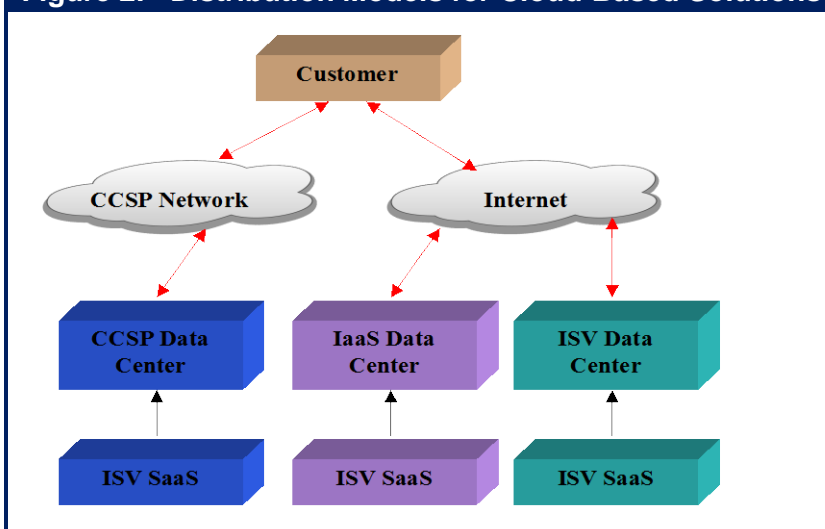 Customer
CCSP Network
Internet
CCSP Data
Center
IaaS Data
Center
ISV Data
Center
ISV SaaS
ISV SaaS
ISV SaaS